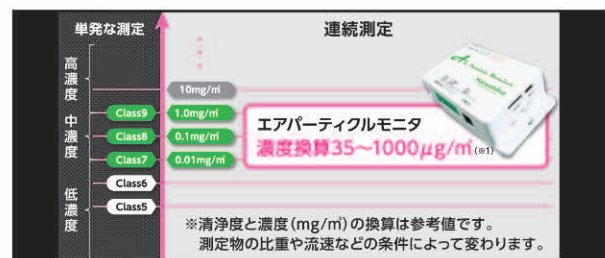 単発な測定
連続測定
高濃度
10mg/㎥
中濃度
Class9
1.0mg/㎥
Class8
0.1mg/㎥
Class7
0.01mg/㎥
エアパーティクルモニタ
濃度換算35〜1000μg/㎥(※1)
低濃度
Class6
Class5
※清浄度と濃度(mg/㎥)の換算は参考値です。
測定物の比重や流速などの条件によって変わります。